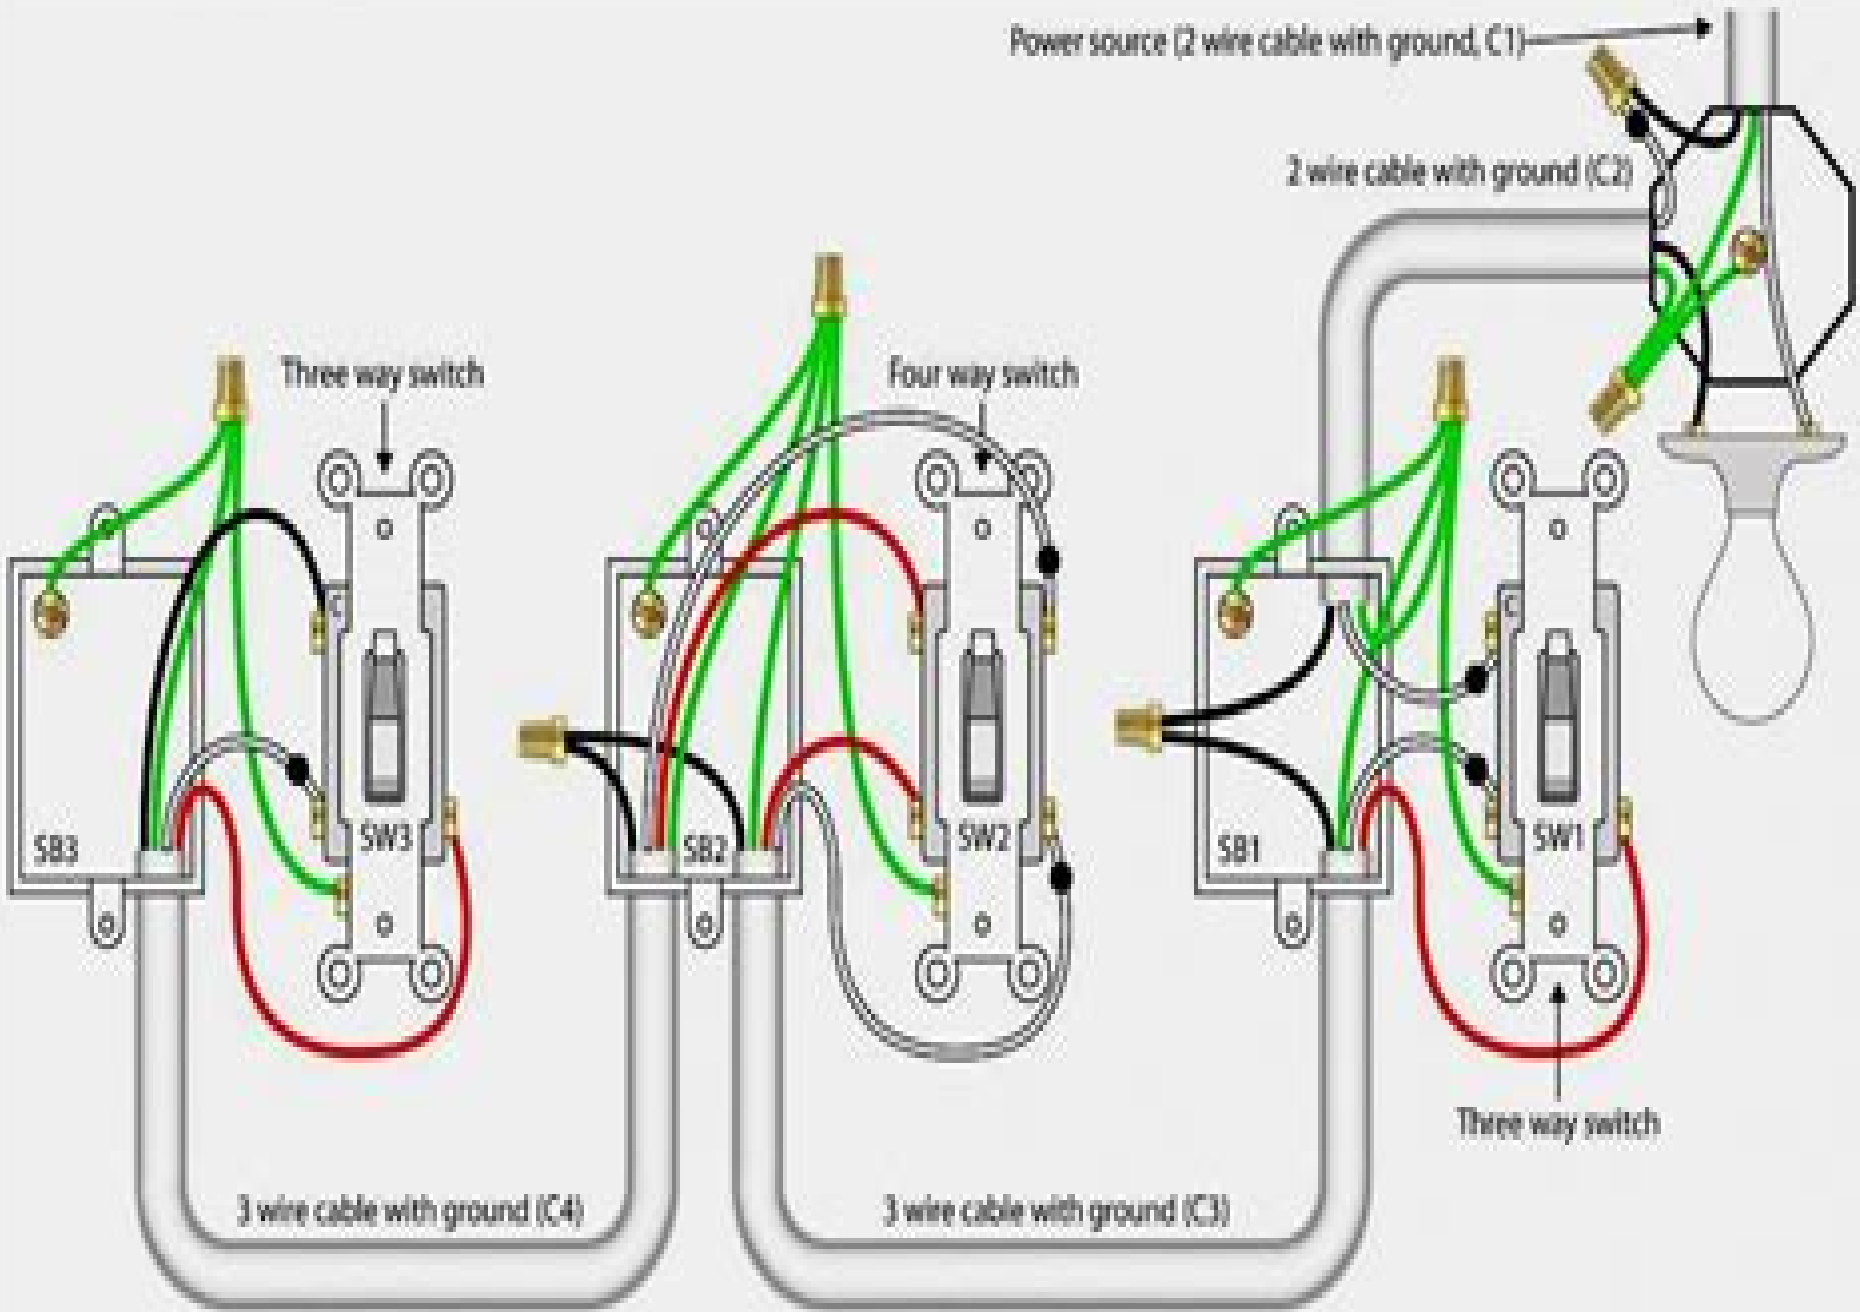 Power source (2 wire cable with ground, C1)
2 wire cable with ground (C2)
Three way switch
Four way switch
C
C
SB3
SW3
SB2
SW2
SB1
SW1
Three way switch
3 wire cable with ground (C4)
3 wire cable with ground (C3)